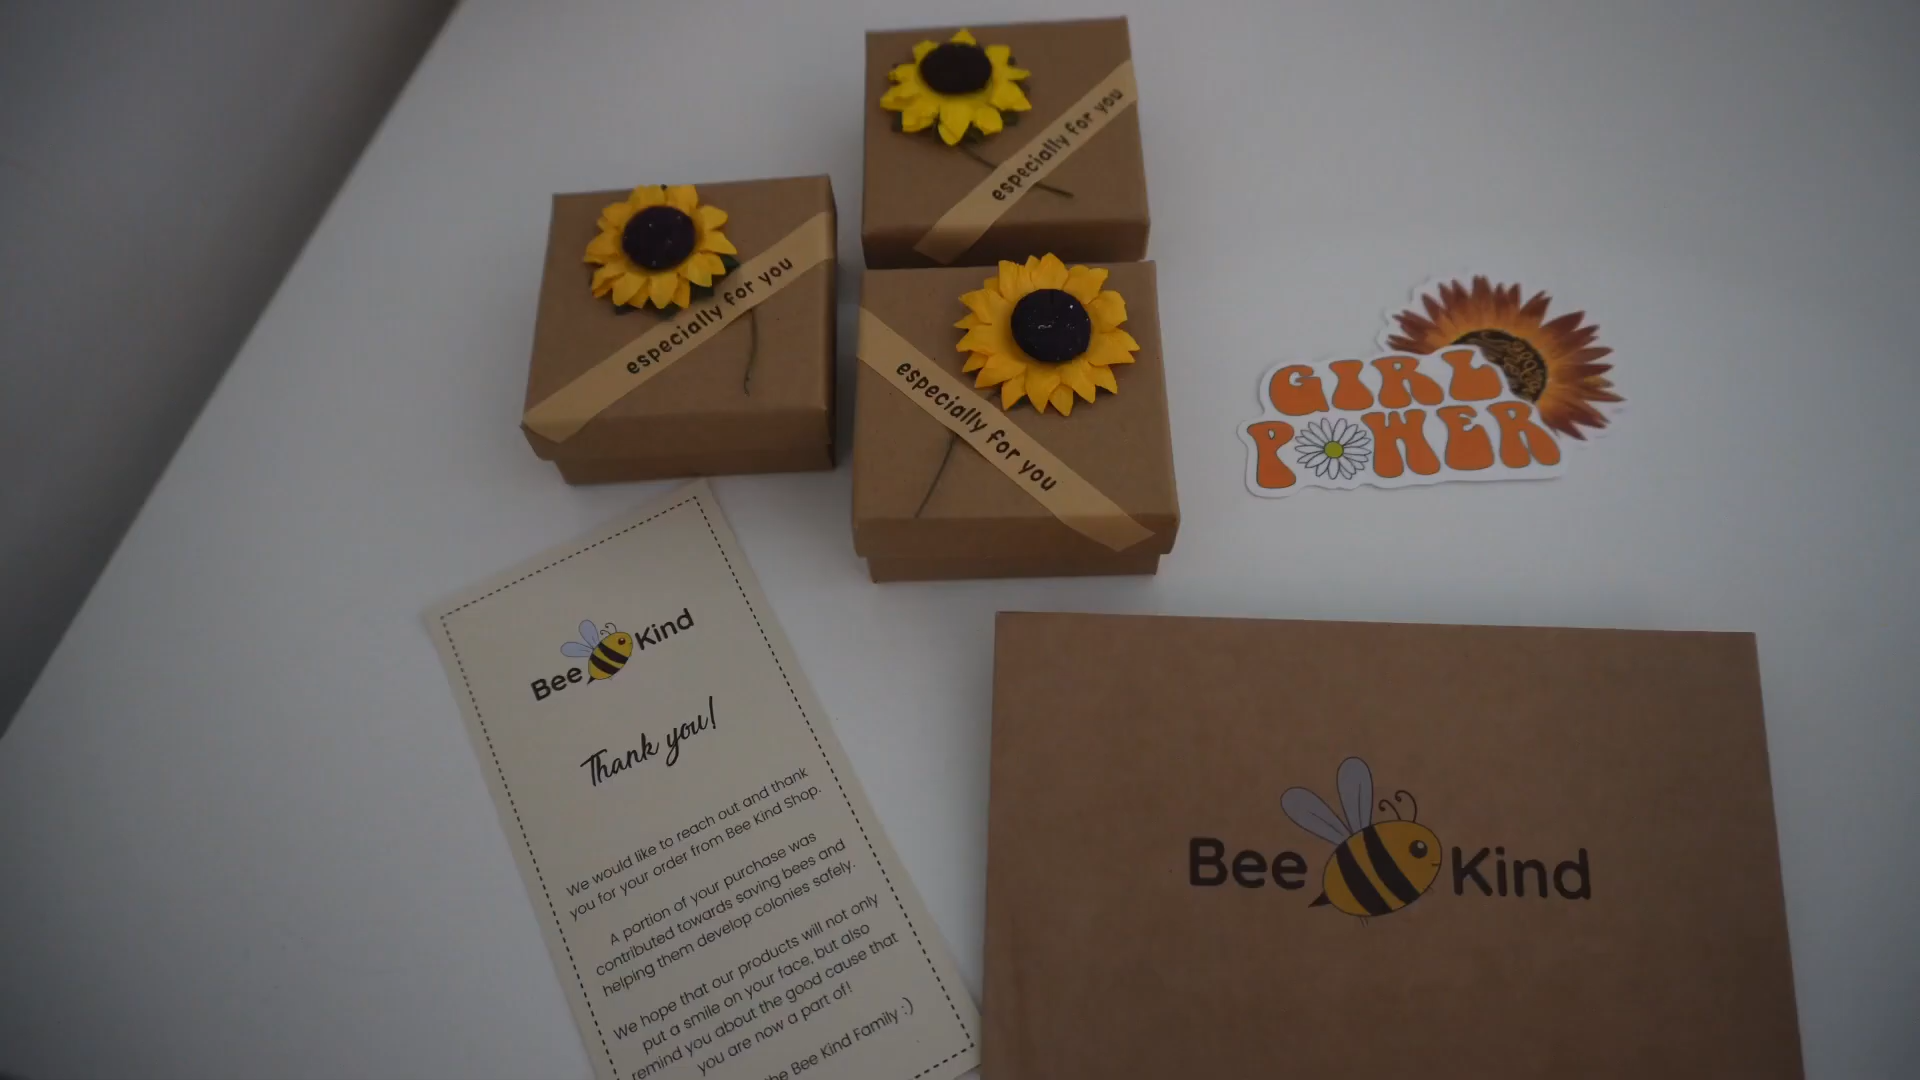 especially for you
especially for you
especially for you
GIRL
POWER
Bee Kind
Thank you!
We would like to reach out and thank
you for your order from Bee Kind Shop.
A portion of your purchase was
contributed towards saving bees and
helping them develop colonies safely.
We hope that our products will not only
put a smile on your face, but also
remind you about the good cause that
you are now a part of!
the Bee Kind Family :)
Bee Kind